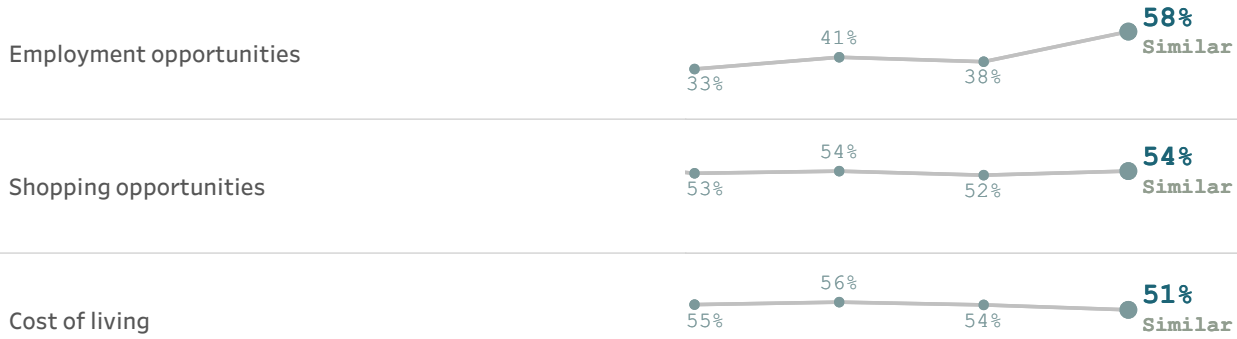 58%
41%
Similar
Employment opportunities
38%
33%
54%
54%
Shopping opportunities
53%
52%
Similar
56%
51%
Cost of living
55%
54%
Similar